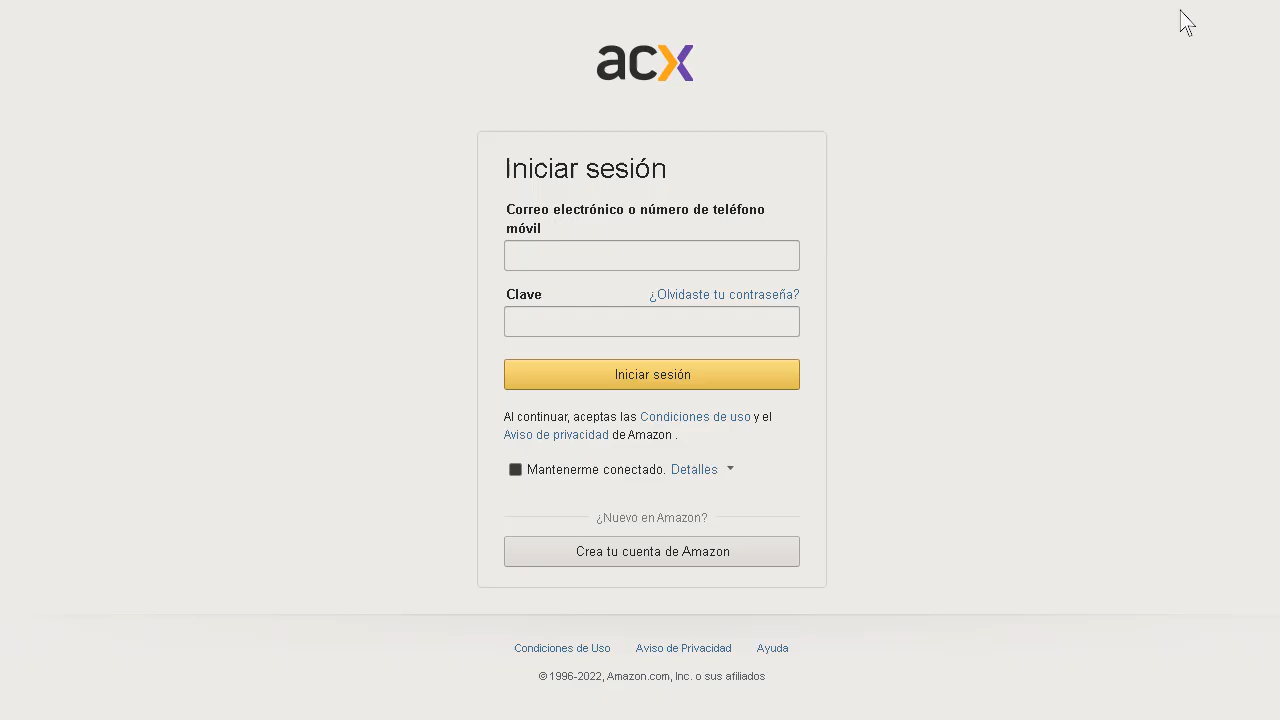 acx
Iniciar sesión
Correo electrónico o número de teléfono
móvil
Clave ¿Olvidaste tu contraseña?
Iniciar sesión
Al continuar, aceptas las Condiciones de uso y el
Aviso de privacidad de Amazon .
Mantenerme conectado. Detalles
¿Nuevo en Amazon?
Crea tu cuenta de Amazon
Condiciones de Uso Aviso de Privacidad Ayuda
© 1996-2022, Amazon.com, Inc. o sus afiliados